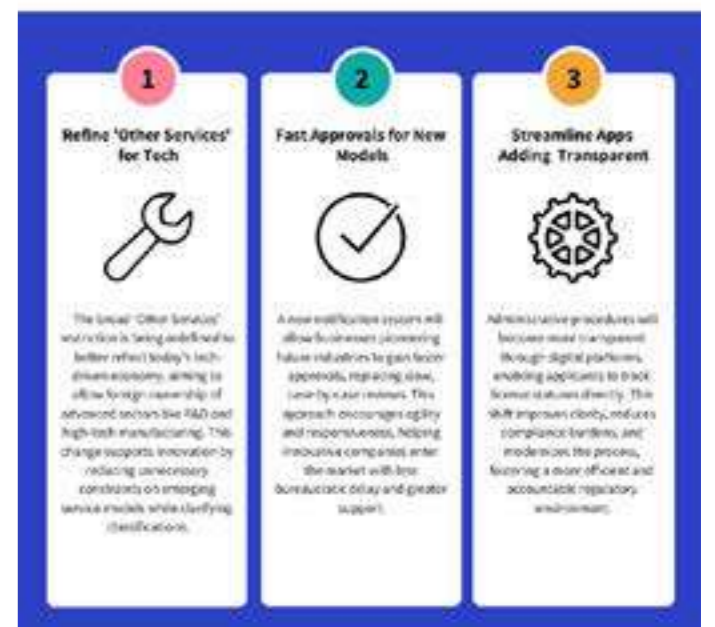 1
Refine 'Other Services'
for Tech
The broad 'Other Services'
restriction is being redefined to
better reflect today's tech-
driven economy, aiming to
allow foreign ownership of
advanced sectors like R&D and
high-tech manufacturing. This
change supports innovation by
reducing unnecessary
constraints on emerging
service models while clarifying
classifications.
2
Fast Approvals for New
Models
A new notification system will
allow businesses pioneering
future industries to gain faster
approvals, replacing slow,
case-by-case reviews. This
approach encourages agility
and responsiveness, helping
innovative companies enter
the market with less
bureaucratic delay and greater
support.
3
Streamline Apps
Adding Transparent
Administrative procedures will
become more transparent
through digital platforms,
enabling applicants to track
license statuses directly. This
shift improves clarity, reduces
compliance burdens, and
modernizes the process,
fostering a more efficient and
accountable regulatory
environment.